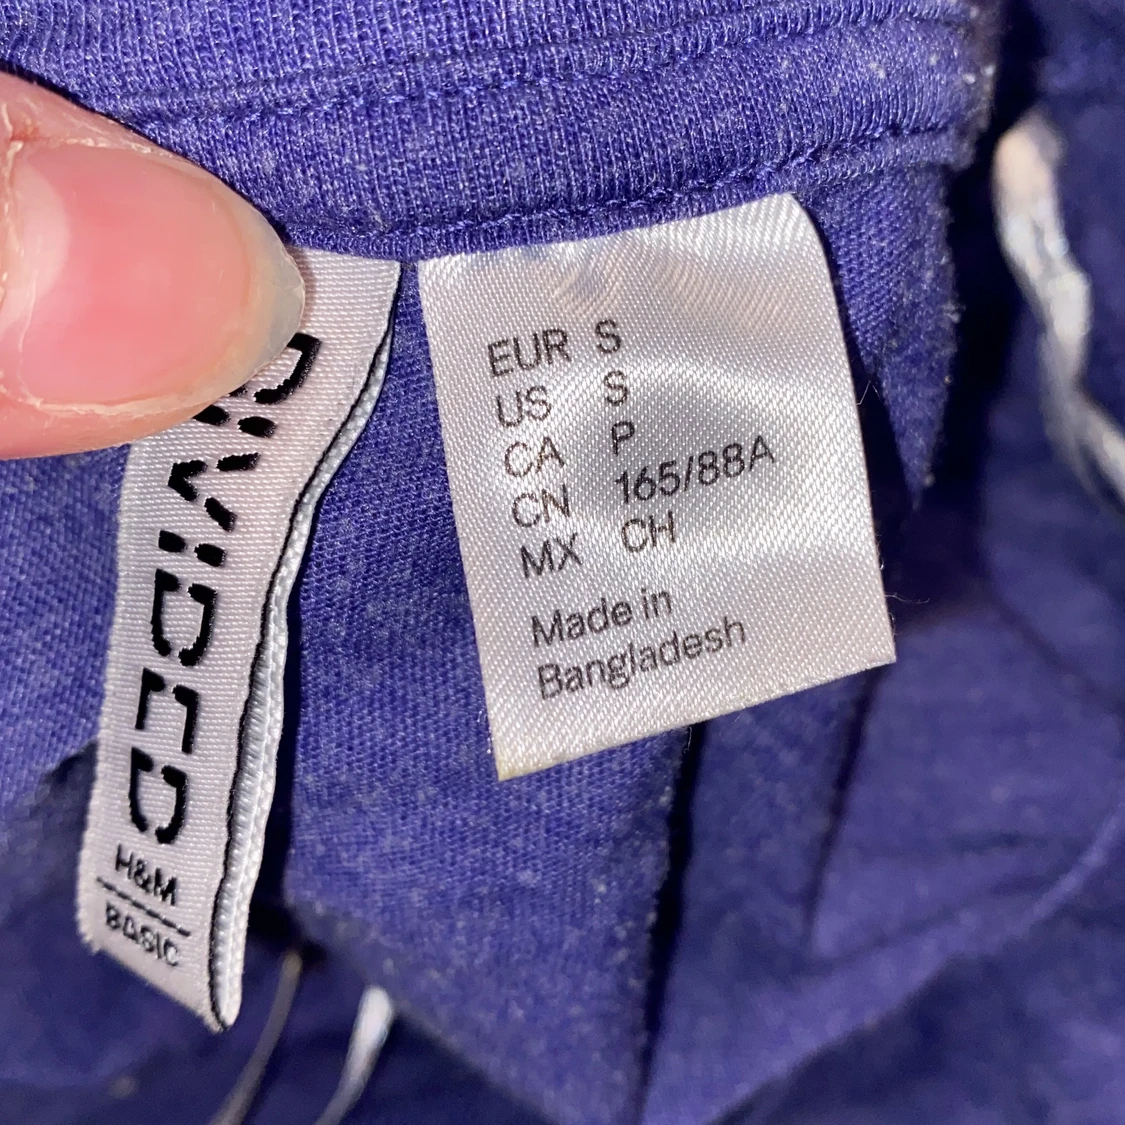 DIVIDED
H&M
BASIC
EUR S
US S
CA P
CN 165/88A
MX CH
Made in
Bangladesh